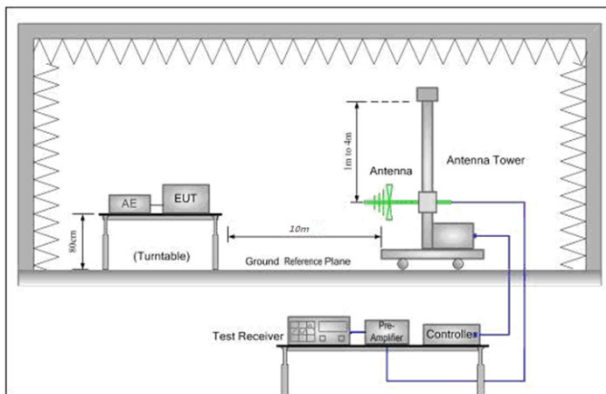 1m to 4m
Antenna
Antenna Tower
AE
EUT
80cm
(Turntable)
10m
Ground Reference Plane
Test Receiver
Pre-
Amplifier
Controller